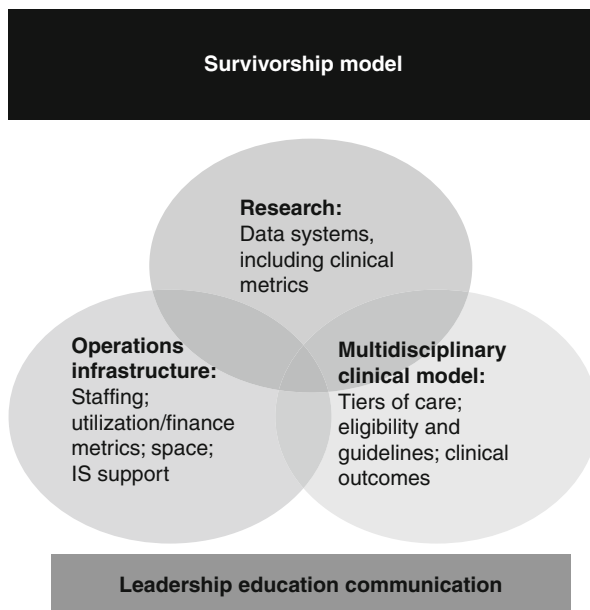 Survivorship model
Research:
Data systems,
including clinical
metrics
Operations
infrastructure:
Staffing;
utilization/finance
metrics; space;
IS support
Multidisciplinary
clinical model:
Tiers of care;
eligibility and
guidelines; clinical
outcomes
Leadership education communication